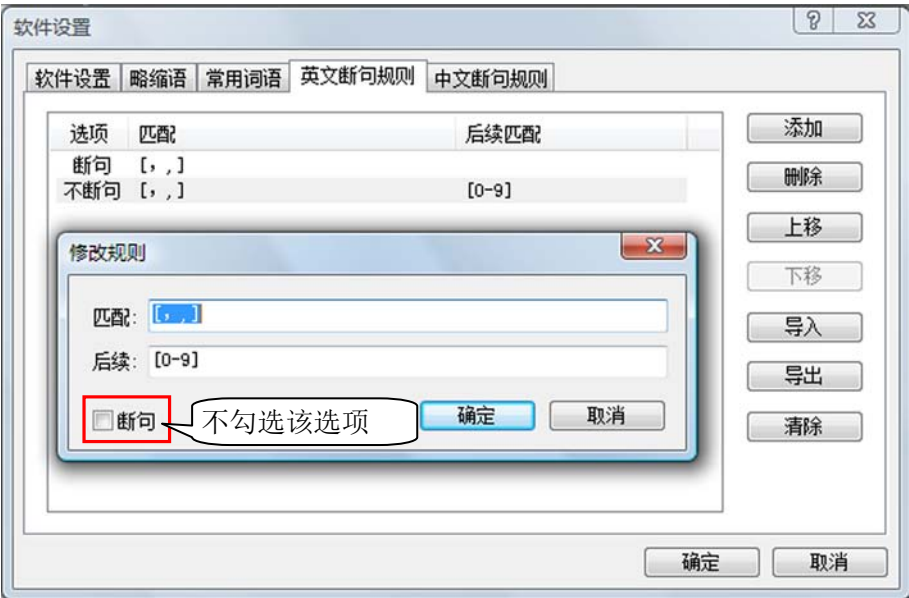 软件设置
软件设置 略缩语 常用词语 英文断句规则 中文断句规则
选项 匹配 后续匹配
断句 [，,]
不断句 [，,] [0-9]
添加
删除
上移
下移
导入
导出
清除
修改规则
匹配: [，,]
后续: [0-9]
断句 不勾选该选项 确定 取消
确定 取消